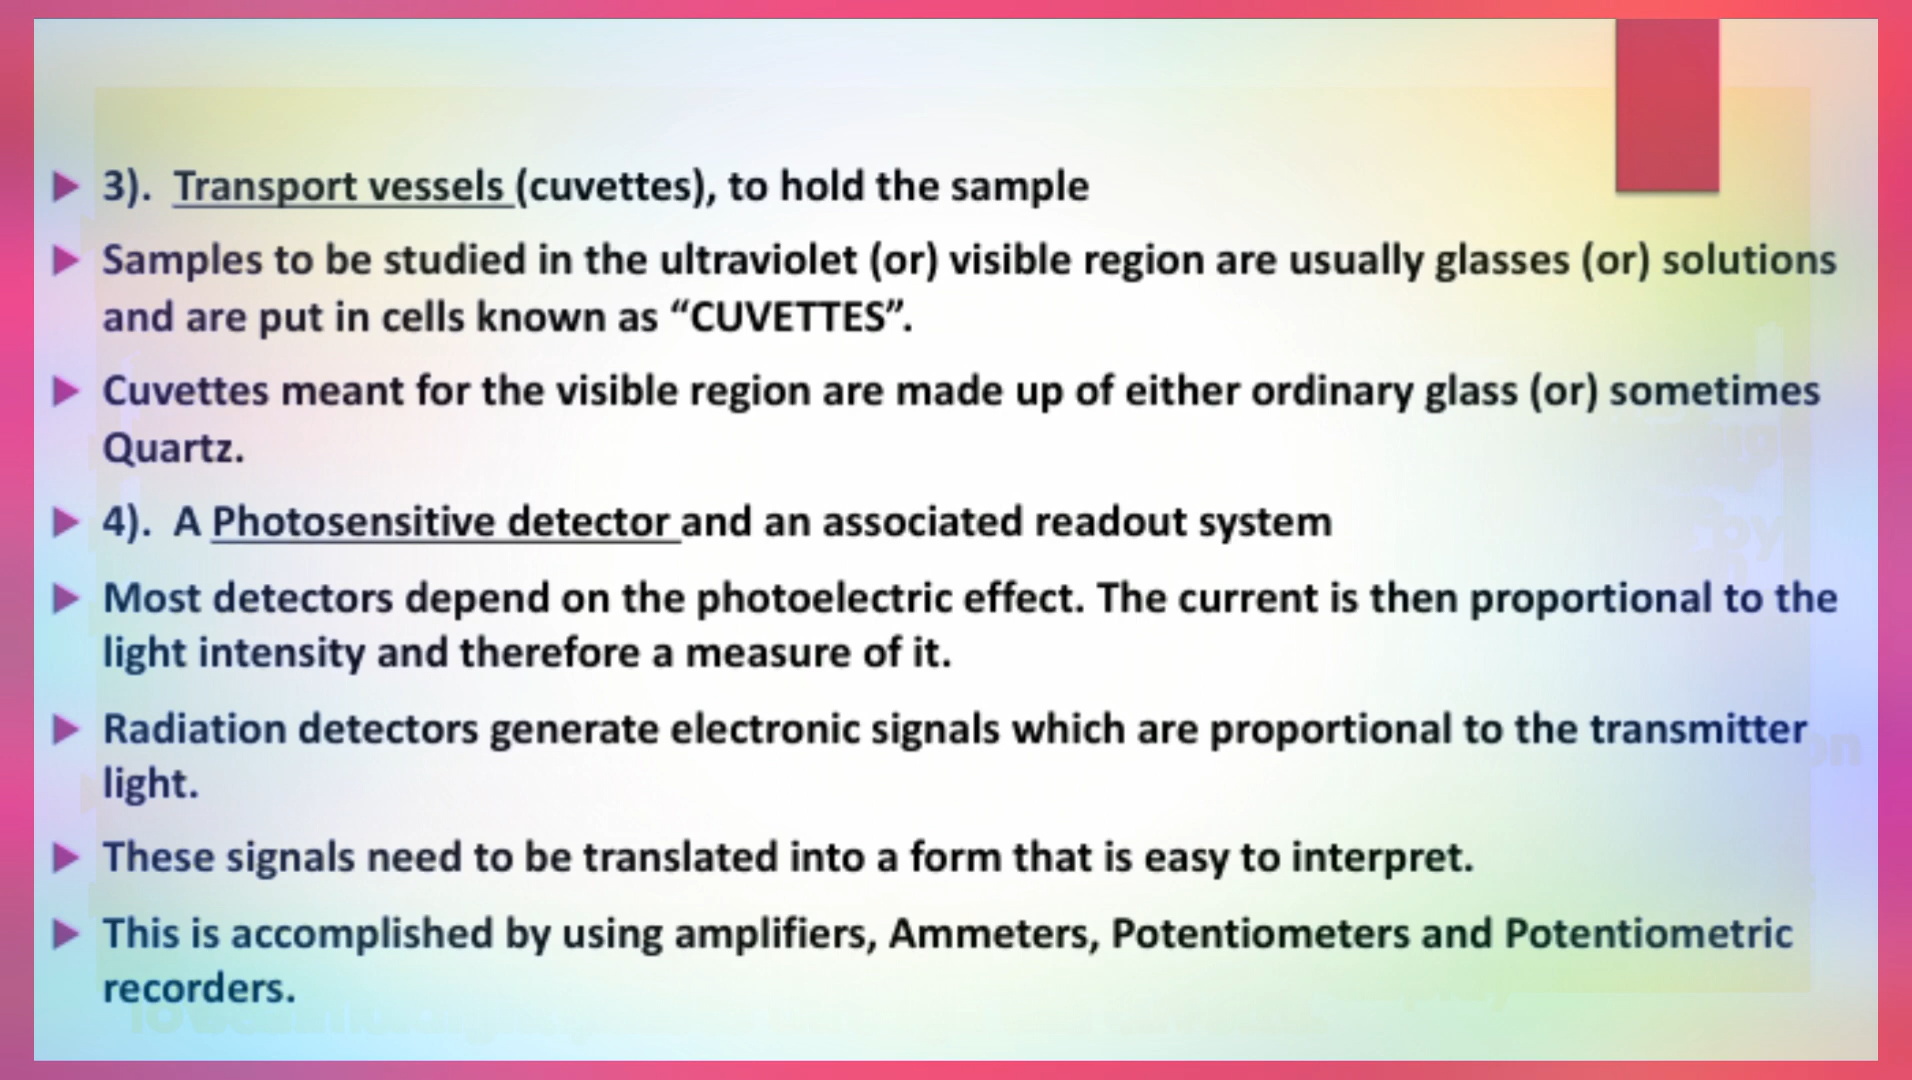 3). Transport vessels (cuvettes), to hold the sample
Samples to be studied in the ultraviolet (or) visible region are usually glasses (or) solutions
and are put in cells known as “CUVETTES”.
Cuvettes meant for the visible region are made up of either ordinary glass (or) sometimes
Quartz.
4). A Photosensitive detector and an associated readout system
Most detectors depend on the photoelectric effect. The current is then proportional to the
light intensity and therefore a measure of it.
Radiation detectors generate electronic signals which are proportional to the transmitter
light.
These signals need to be translated into a form that is easy to interpret.
This is accomplished by using amplifiers, Ammeters, Potentiometers and Potentiometric
recorders.